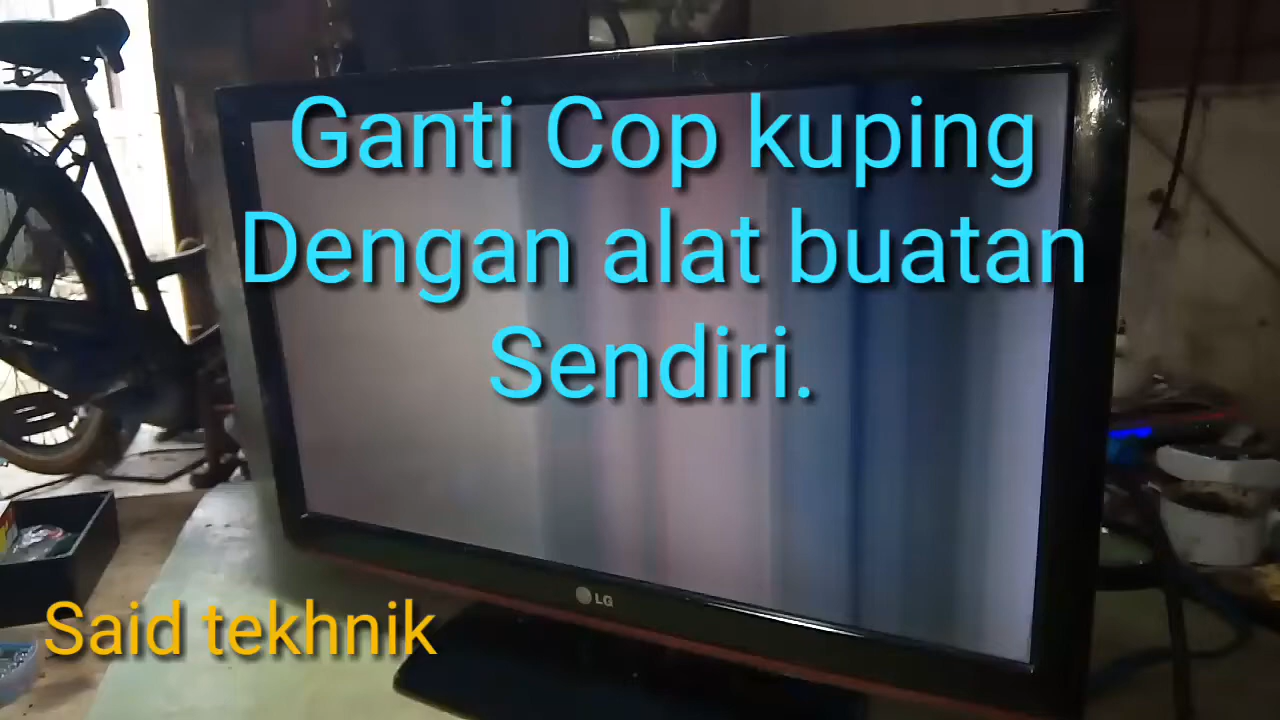 Ganti Cop kuping
Dengan alat buatan
Sendiri.
LG
Said tekhnik